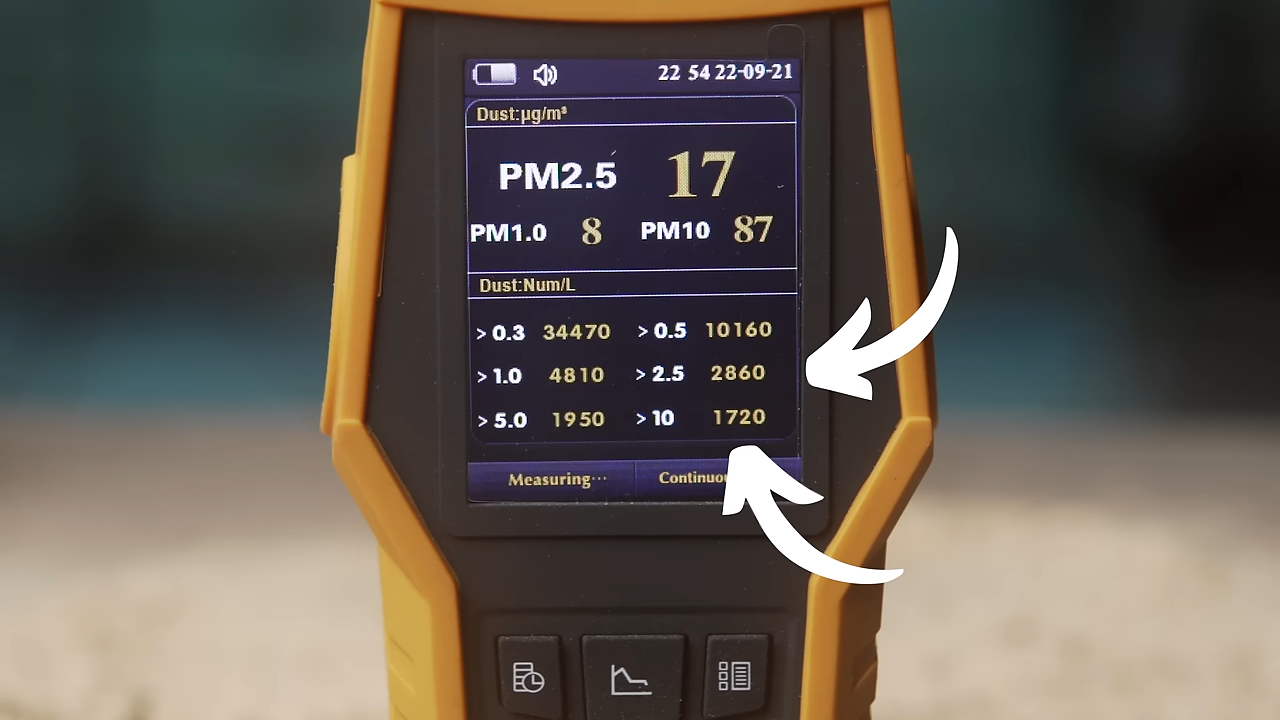 22 54 22-09-21
Dust:µg/m³
PM2.5 17
PM1.0 8 PM10 87
Dust:Num/L
> 0.3 34470 > 0.5 10160
> 1.0 4810 > 2.5 2860
> 5.0 1950 > 10 1720
Measuring··· Continuo